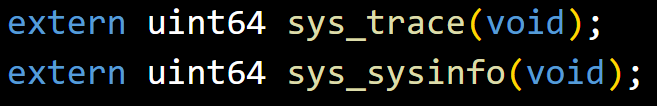 extern uint64 sys_trace(void);
extern uint64 sys_sysinfo(void);